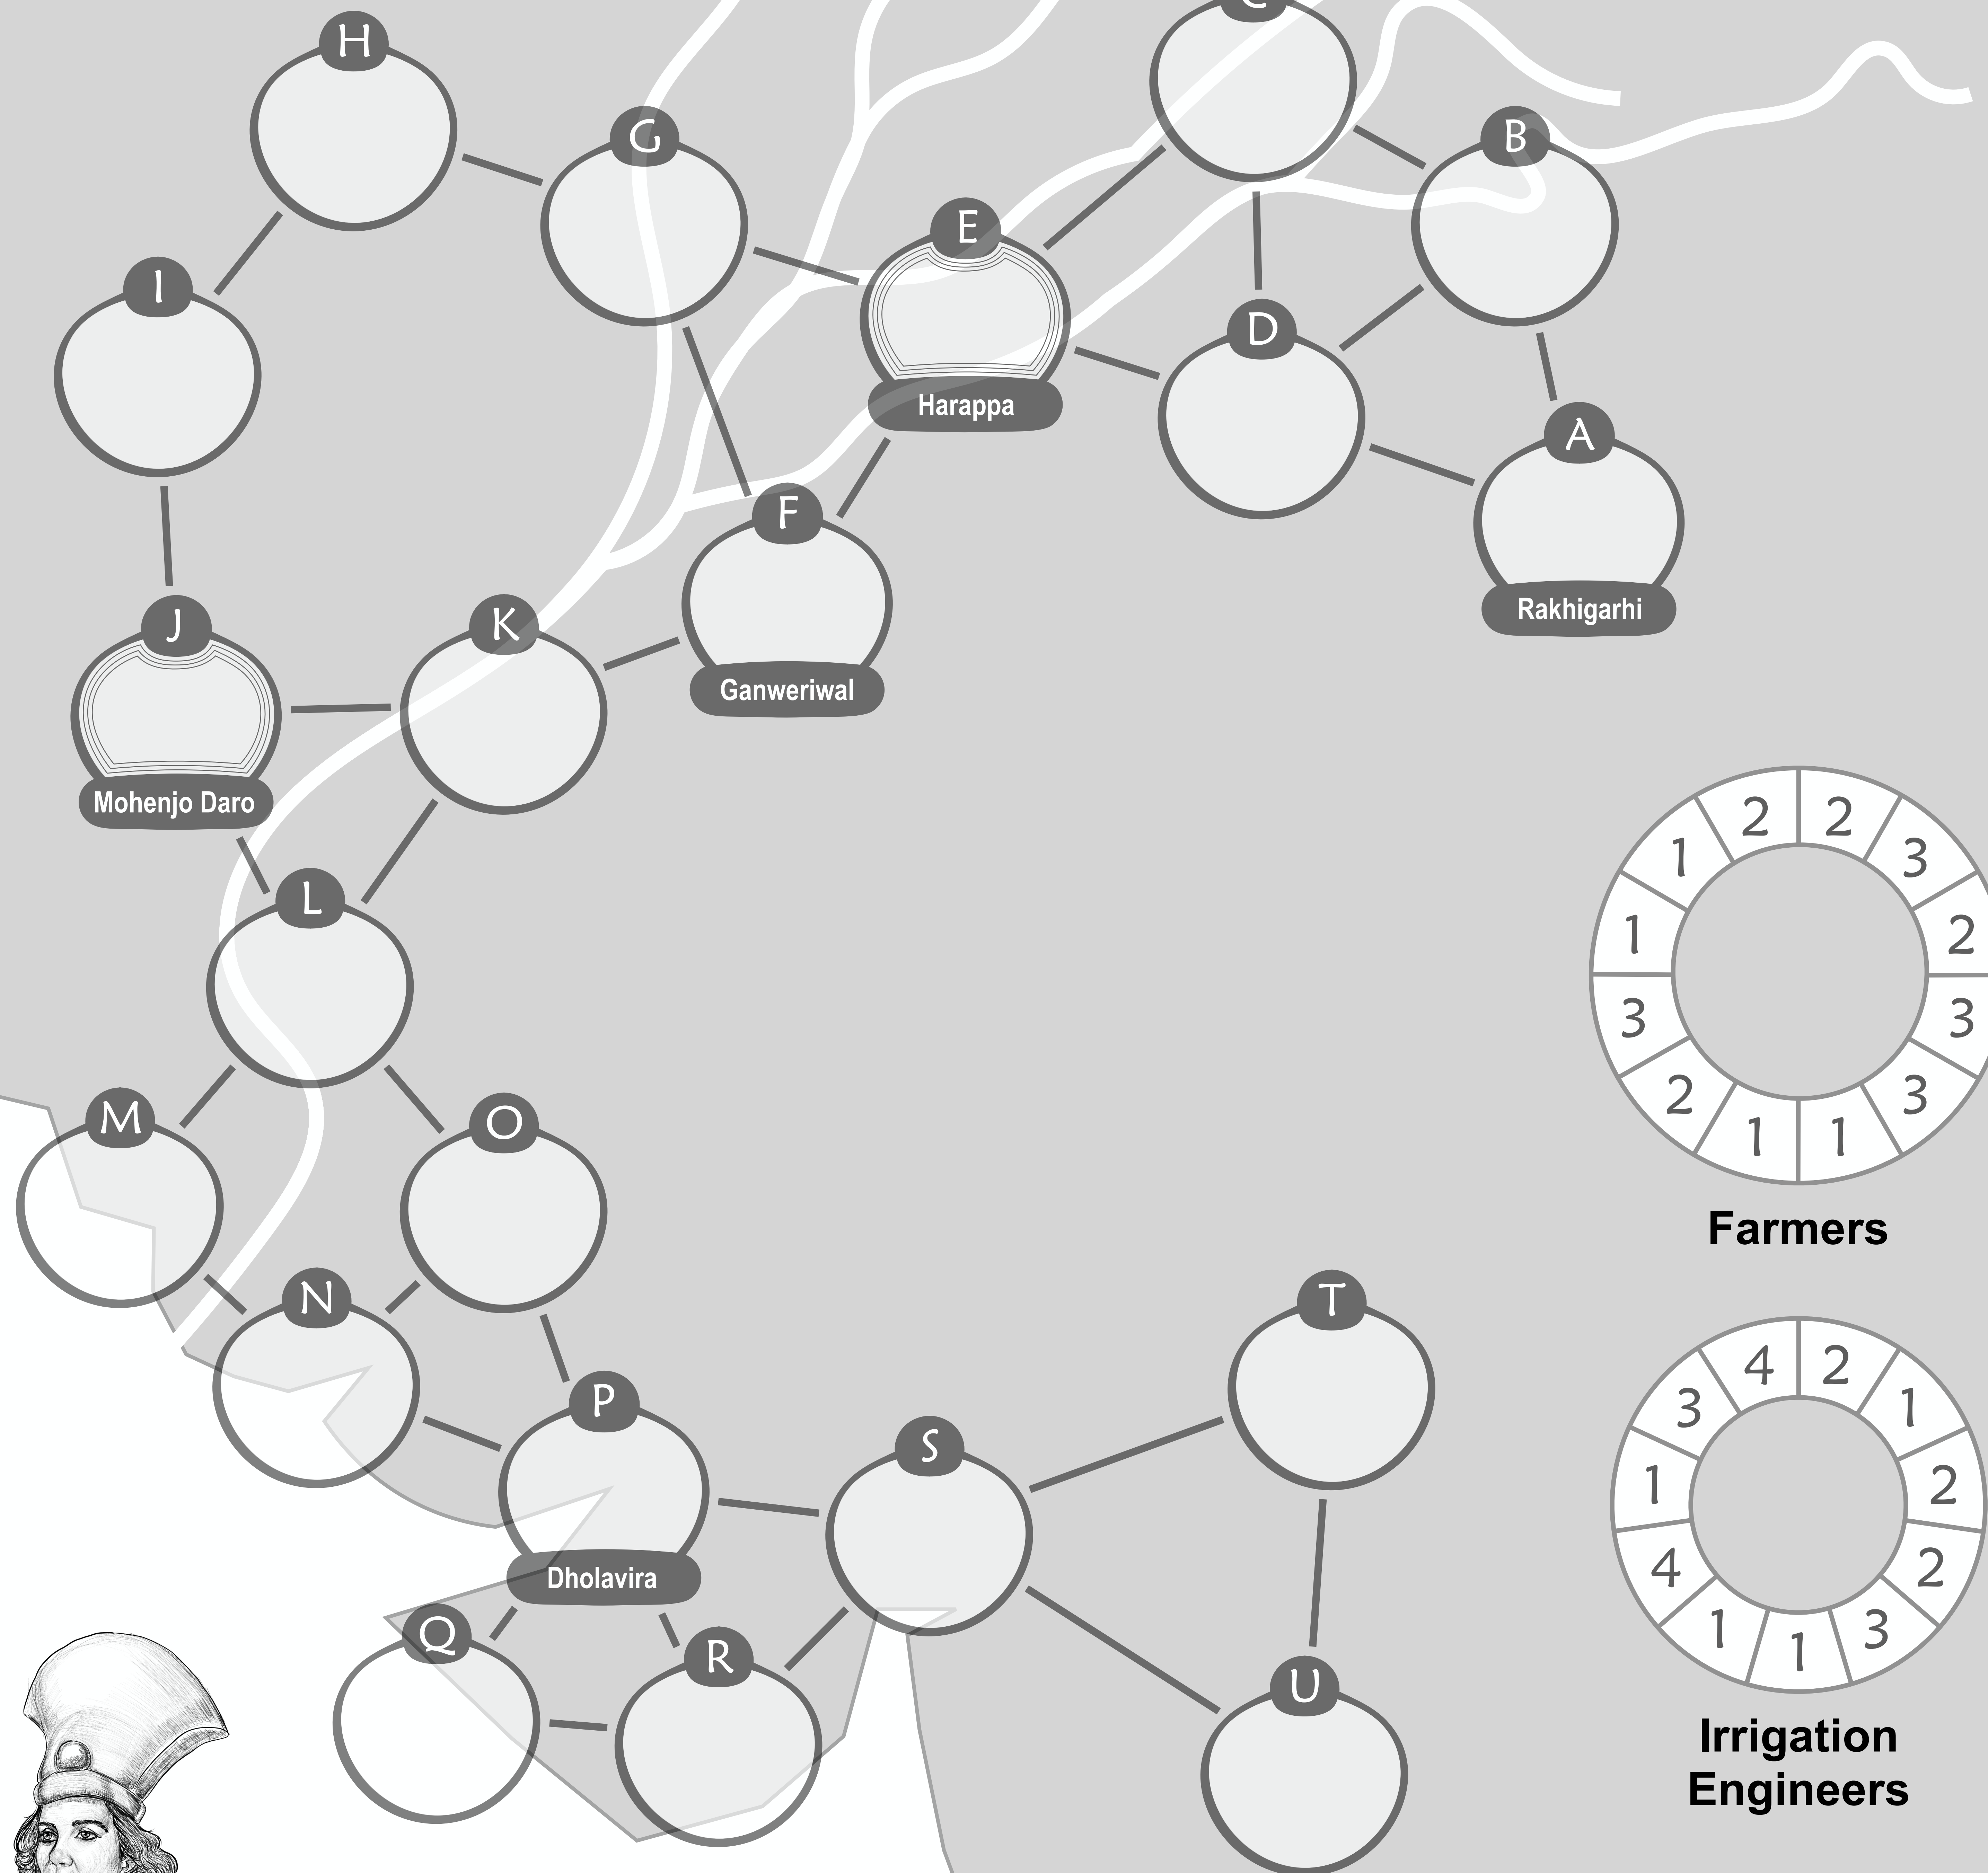 C
H
G
B
E
I
D
Harappa
A
F
Rakhigarhi
J
K
Ganweriwal
Mohenjo Daro
L
2 2
1 3
1 2
3 3
2 3
1 1
Farmers
M
O
N
T
P
S
Dholavira
Q
R
U
4 2
3 1
1 2
4 2
1 3
1
Irrigation
Engineers